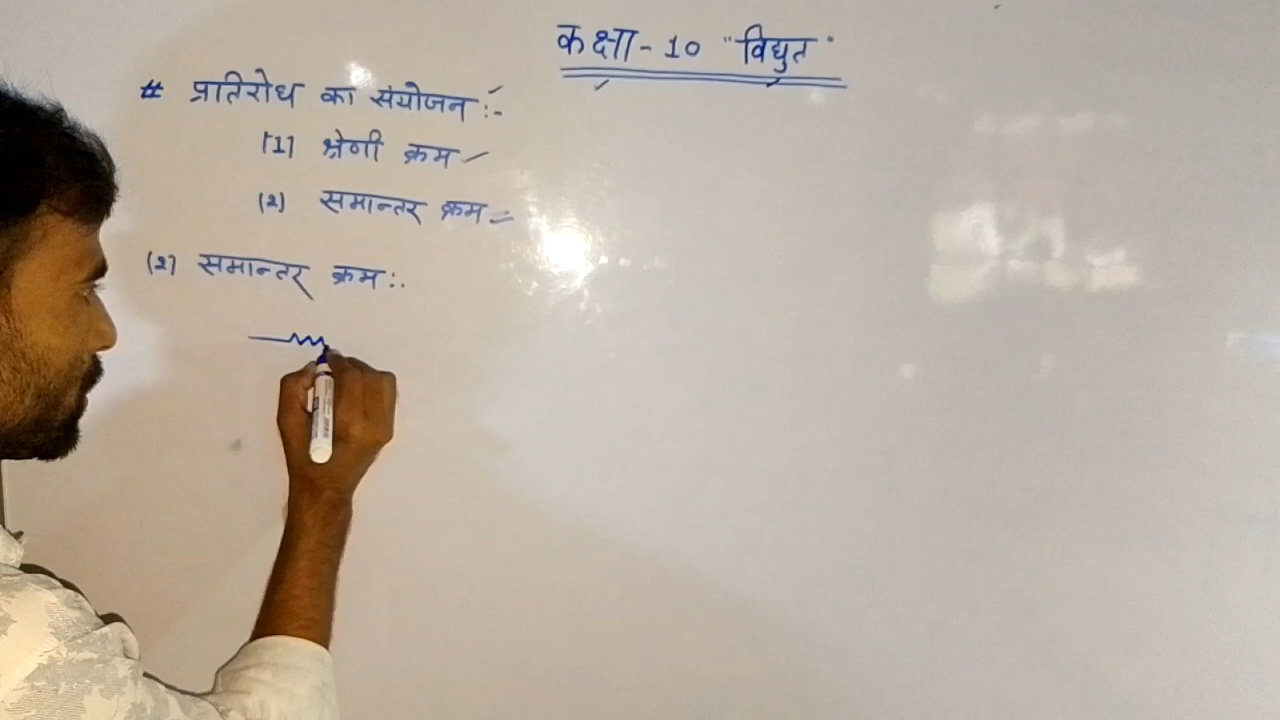 कक्षा - 10 "विद्युत"
# प्रतिरोध का संयोजन :-
(1) श्रेणी क्रम
(2) समान्तर क्रम
(2) समान्तर क्रम :.